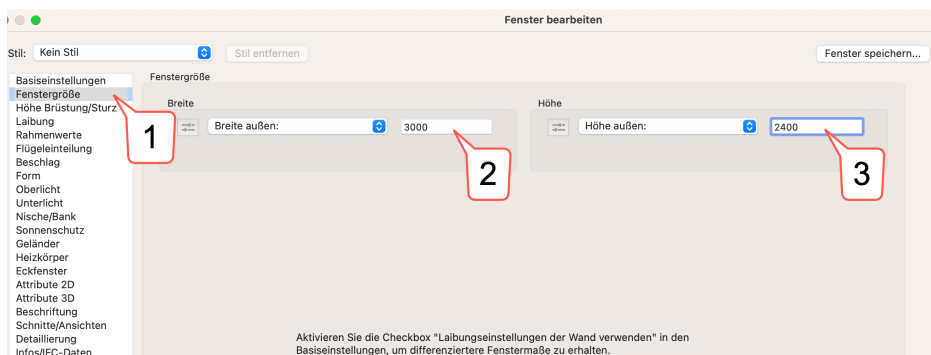 Fenster bearbeiten
Stil: Kein Stil Stil entfernen Fenster speichern...
Basiseinstellungen
Fenstergröße
Höhe Brüstung/Sturz
Laibung
Rahmenwerte
Flügeleinteilung
Beschlag
Form
Oberlicht
Unterlicht
Nische/Bank
Sonnenschutz
Geländer
Heizkörper
Eckfenster
Attribute 2D
Attribute 3D
Beschriftung
Schnitte/Ansichten
Detaillierung
Infos/IFC-Daten
Fenstergröße
Breite
Breite außen: 3000
Höhe
Höhe außen: 2400
1
2
3
Aktivieren Sie die Checkbox "Laibungseinstellungen der Wand verwenden" in den
Basiseinstellungen, um differenziertere Fenstermaße zu erhalten.